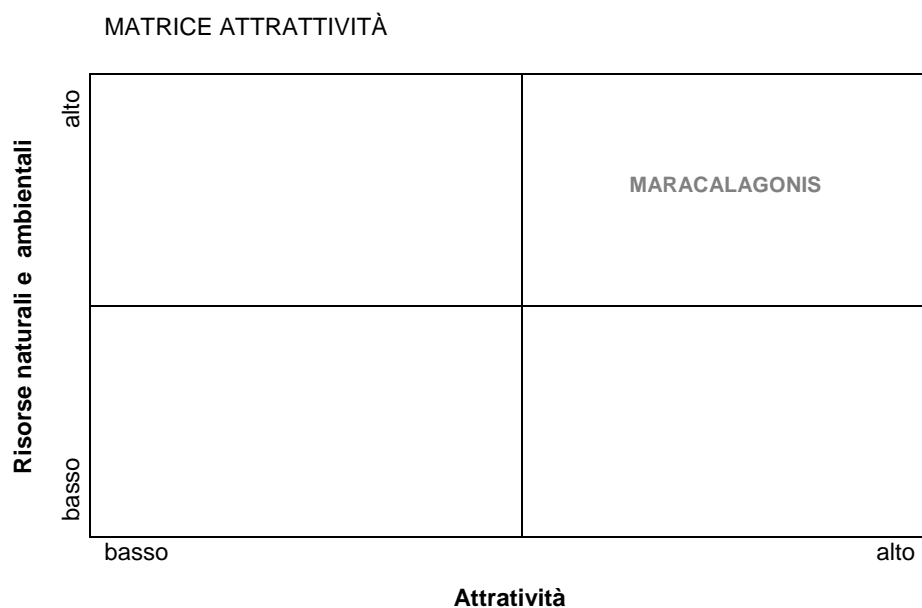 MATRICE ATTRATTIVITÀ
alto
MARACALAGONIS
Risorse naturali e ambientali
basso
basso
alto
Attratività